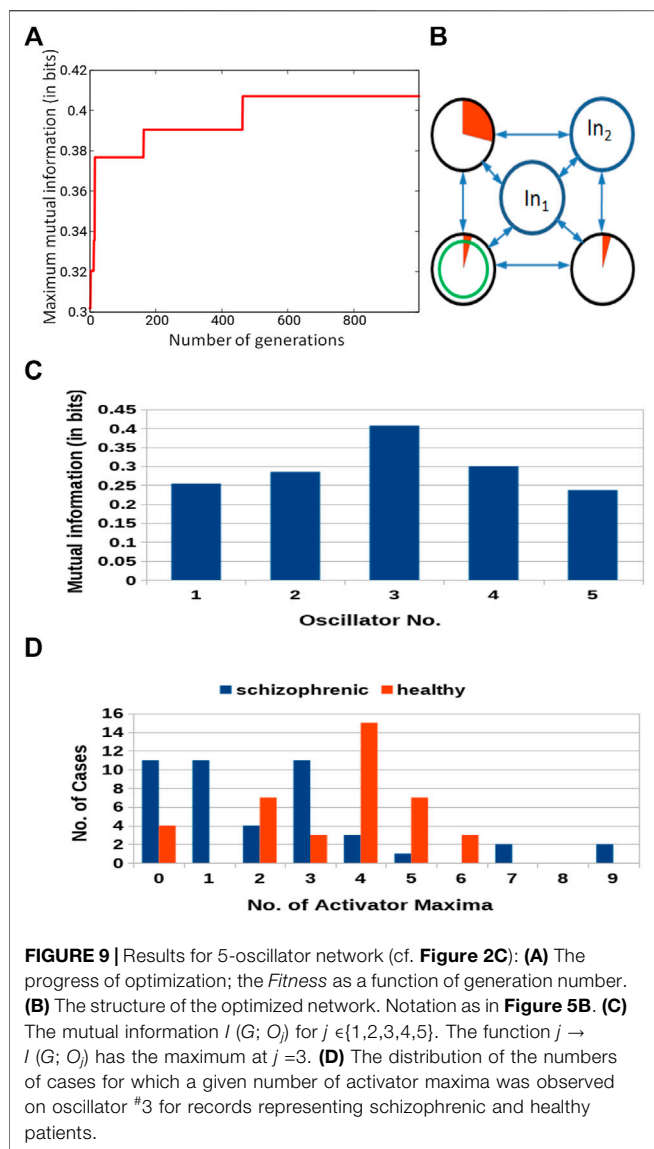 A
B
Maximum mutual information (in bits)
0.42
0.4
0.38
0.36
0.34
0.32
0.3
0
200
400
600
800
Number of generations
In2
In1
C
Mutual information (in bits)
0.45
0.4
0.35
0.3
0.25
0.2
0.15
0.1
0.05
0
1 2 3 4 5
Oscillator No.
D
schizophrenic healthy
No. of Cases
16
14
12
10
8
6
4
2
0
0 1 2 3 4 5 6 7 8 9
No. of Activator Maxima
FIGURE 9 | Results for 5-oscillator network (cf. Figure 2C): (A) The
progress of optimization; the Fitness as a function of generation number.
(B) The structure of the optimized network. Notation as in Figure 5B. (C)
The mutual information I (G; Oj) for j ϵ{1,2,3,4,5}. The function j →
I (G; Oj) has the maximum at j =3. (D) The distribution of the numbers
of cases for which a given number of activator maxima was observed
on oscillator #3 for records representing schizophrenic and healthy
patients.